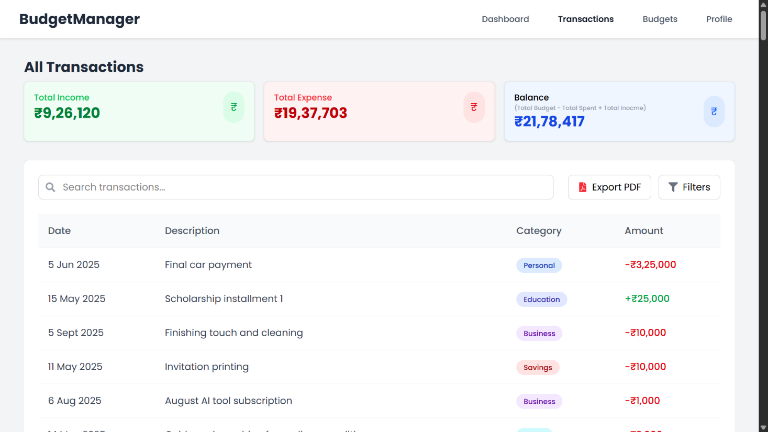 BudgetManager
Dashboard Transactions Budgets Profile
All Transactions
Total Income
₹9,26,120
₹
Total Expense
₹19,37,703
₹
Balance
(Total Budget - Total Spent + Total Income)
₹21,78,417
₹
Search transactions...
Export PDF
Filters
Date Description Category Amount
5 Jun 2025 Final car payment Personal -₹3,25,000
15 May 2025 Scholarship installment 1 Education +₹25,000
5 Sept 2025 Finishing touch and cleaning Business -₹10,000
11 May 2025 Invitation printing Savings -₹10,000
6 Aug 2025 August AI tool subscription Business -₹1,000